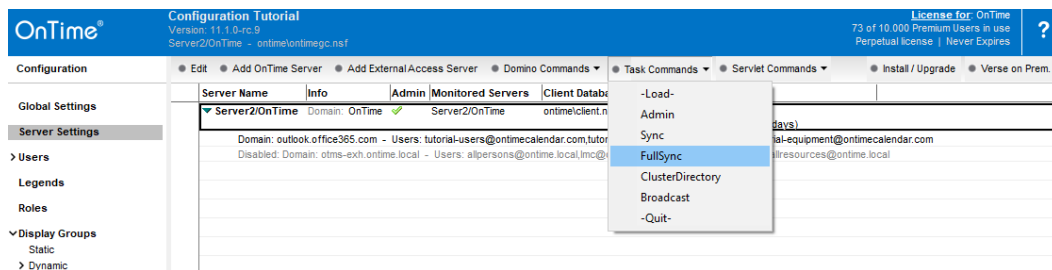 OnTime®
Configuration Tutorial
Version: 11.1.0-rc.9
Server2/OnTime - ontime\ontimegc.nsf
License for: OnTime
73 of 10.000 Premium Users in use
Perpetual license | Never Expires
?
Configuration
Edit Add OnTime Server Add External Access Server Domino Commands Task Commands Servlet Commands Install / Upgrade Verse on Prem.
Server Name Info Admin Monitored Servers Client Databa
Server2/OnTime Domain: OnTime Server2/OnTime ontime\client.n
days)
Domain: outlook.office365.com - Users: tutorial-users@ontimecalendar.com,tutor ial-equipment@ontimecalendar.com
Disabled: Domain: otms-exh.ontime.local - Users: allpersons@ontime.local,lmc@ allresources@ontime.local
-Load-
Admin
Sync
FullSync
ClusterDirectory
Broadcast
-Quit-
Global Settings
Server Settings
Users
Legends
Roles
Display Groups
Static
Dynamic